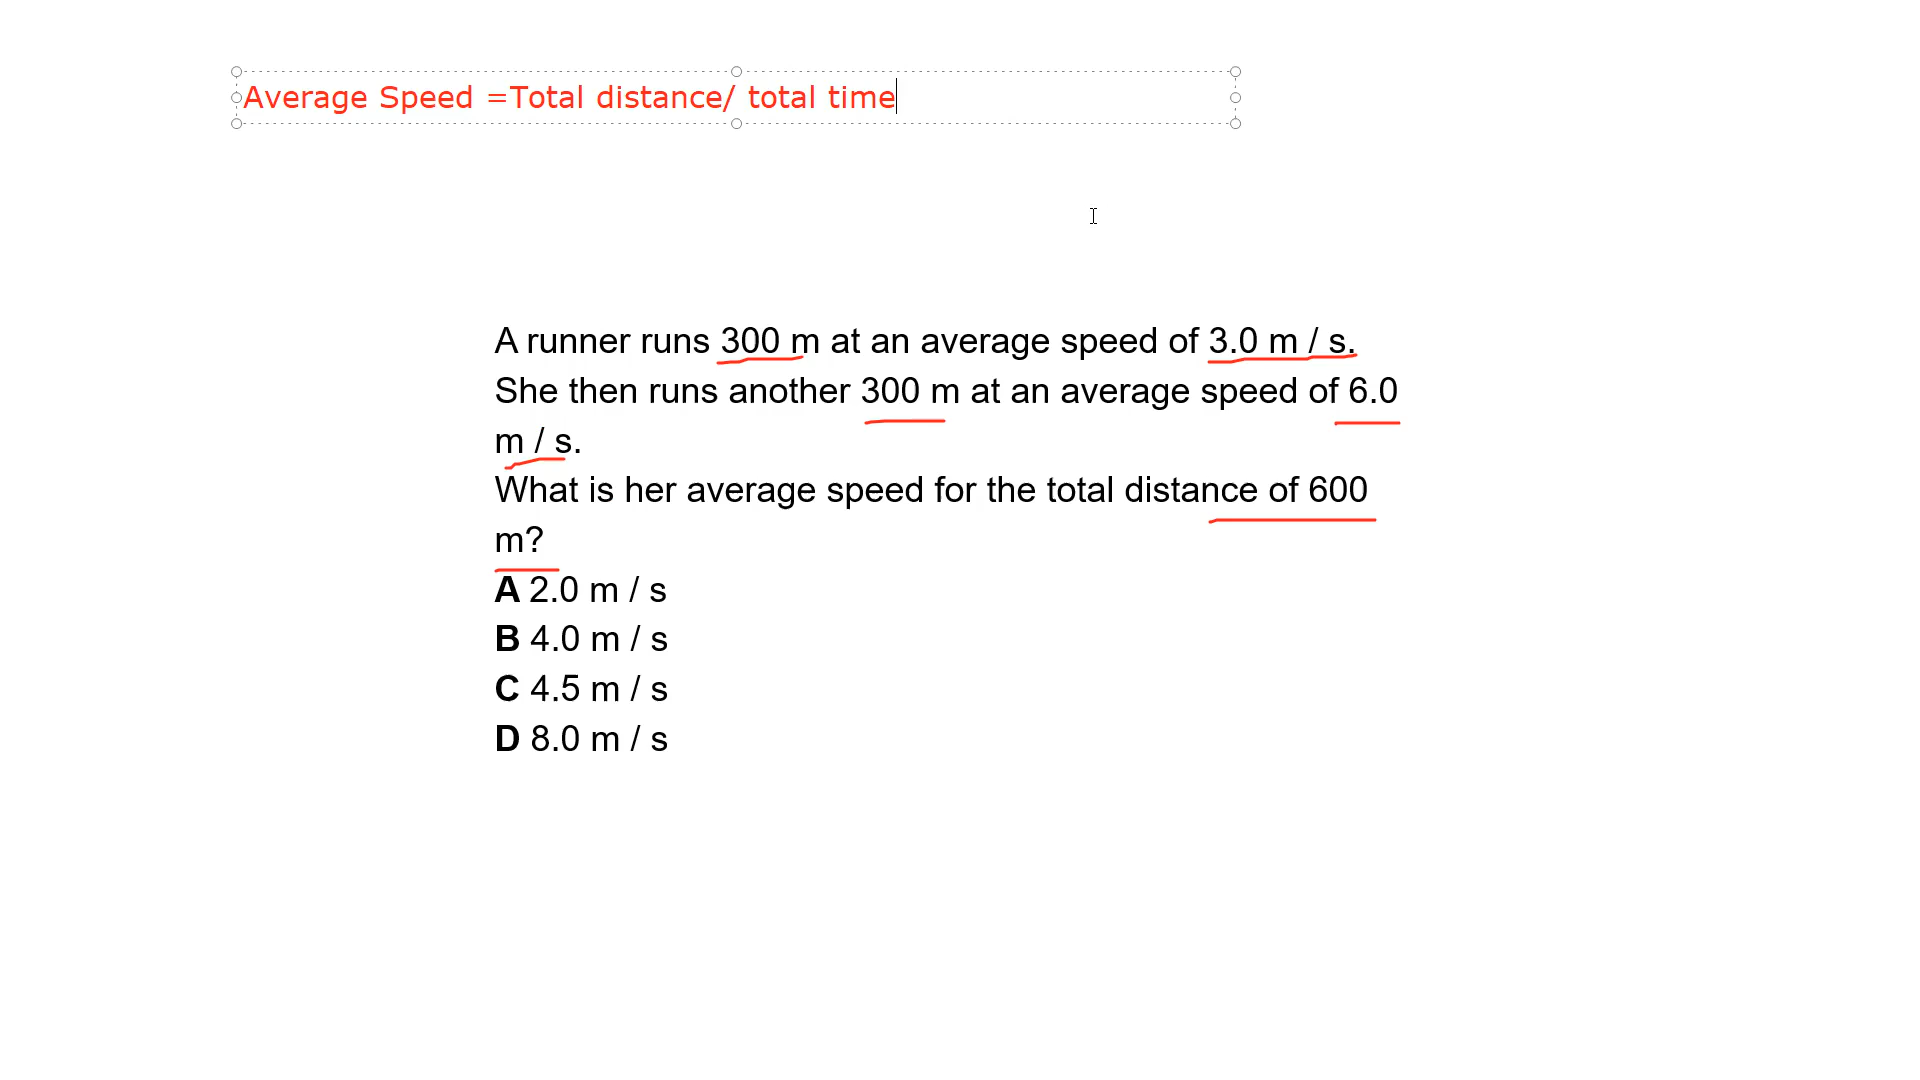 Average Speed =Total distance/ total time
A runner runs 300 m at an average speed of 3.0 m / s.
She then runs another 300 m at an average speed of 6.0
m / s.
What is her average speed for the total distance of 600
m?
A 2.0 m / s
B 4.0 m / s
C 4.5 m / s
D 8.0 m / s